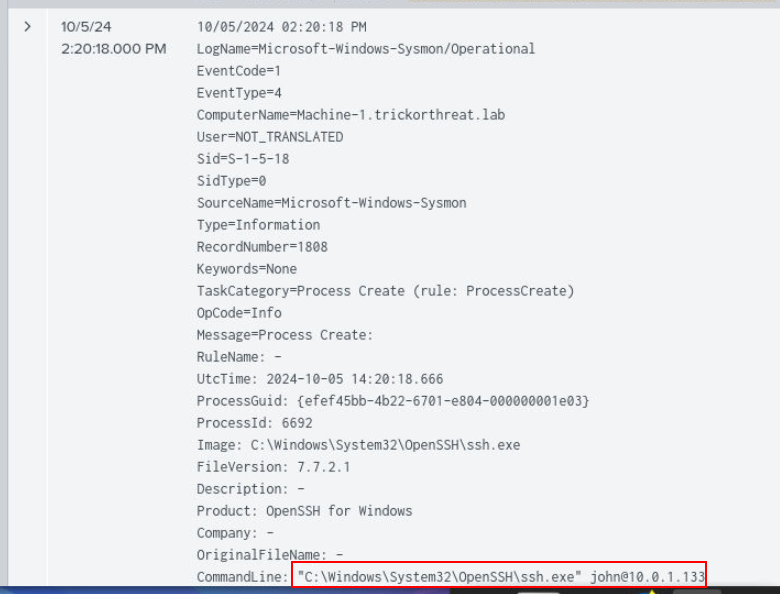 10/5/24
2:20:18.000 PM
10/05/2024 02:20:18 PM
LogName=Microsoft-Windows-Sysmon/Operational
EventCode=1
EventType=4
ComputerName=Machine-1.trickorthreat.lab
User=NOT_TRANSLATED
Sid=S-1-5-18
SidType=0
SourceName=Microsoft-Windows-Sysmon
Type=Information
RecordNumber=1808
Keywords=None
TaskCategory=Process Create (rule: ProcessCreate)
OpCode=Info
Message=Process Create:
RuleName: -
UtcTime: 2024-10-05 14:20:18.666
ProcessGuid: {efef45bb-4b22-6701-e804-000000001e03}
ProcessId: 6692
Image: C:\Windows\System32\OpenSSH\ssh.exe
FileVersion: 7.7.2.1
Description: -
Product: OpenSSH for Windows
Company: -
OriginalFileName: -
CommandLine: "C:\Windows\System32\OpenSSH\ssh.exe" john@10.0.1.133